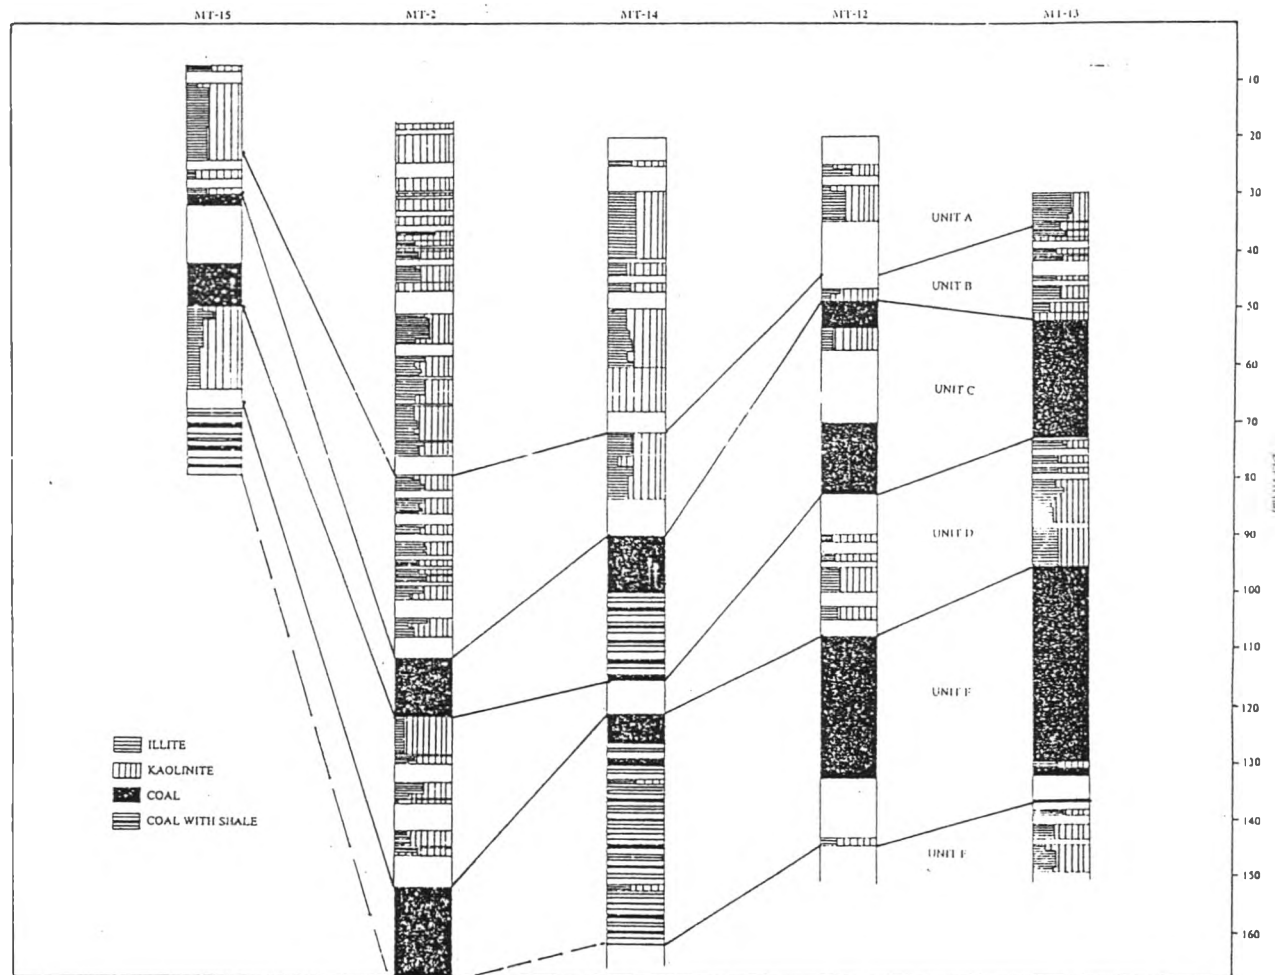 MT-15 MT-2 MT-14 MT-12 MT-13
10
20
30
UNIT A
40
UNIT B
50
60
UNIT C
70
80
UNIT D
90
100
110
UNIT E
120
ILLITE
130
KAOLINITE
COAL
140
COAL WITH SHALE
UNIT F
150
160